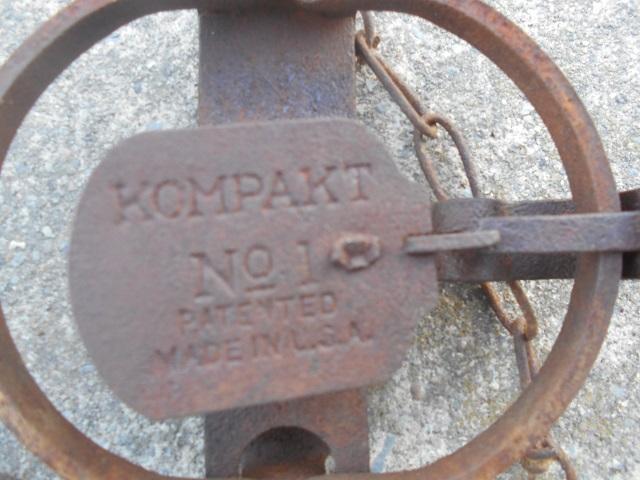 KOMPAKT
No 1
PATENTED
MADE IN U.S.A.